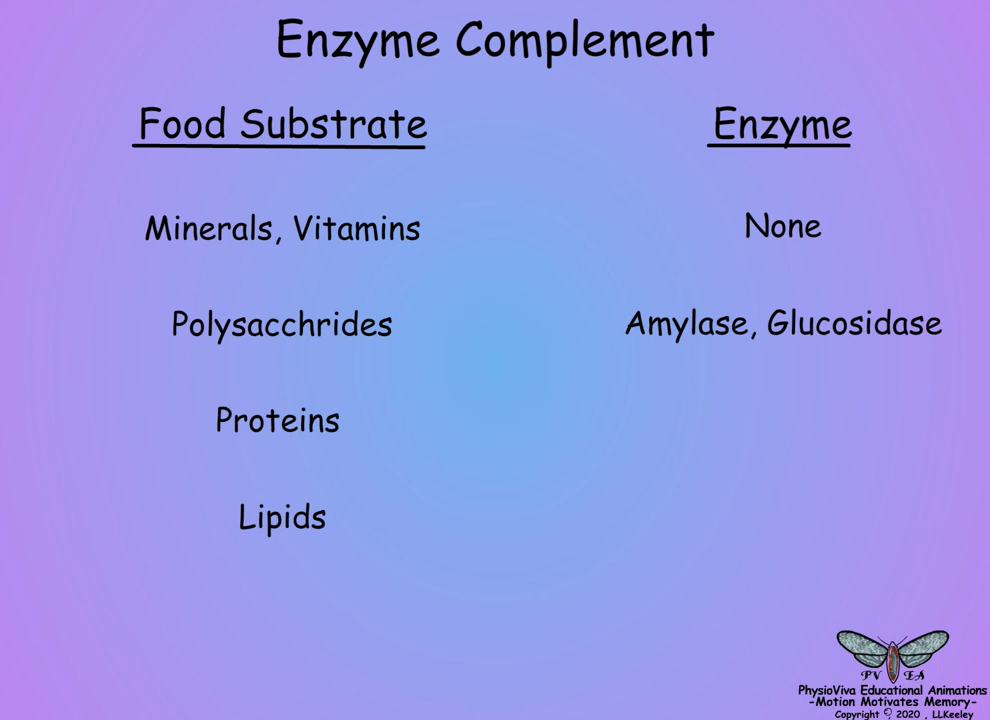 Enzyme Complement
Food Substrate Enzyme
Minerals, Vitamins None
Polysacchrides Amylase, Glucosidase
Proteins
Lipids
PV EA
PhysioViva Educational Animations
-Motion Motivates Memory-
Copyright © 2020 , LLKeeley